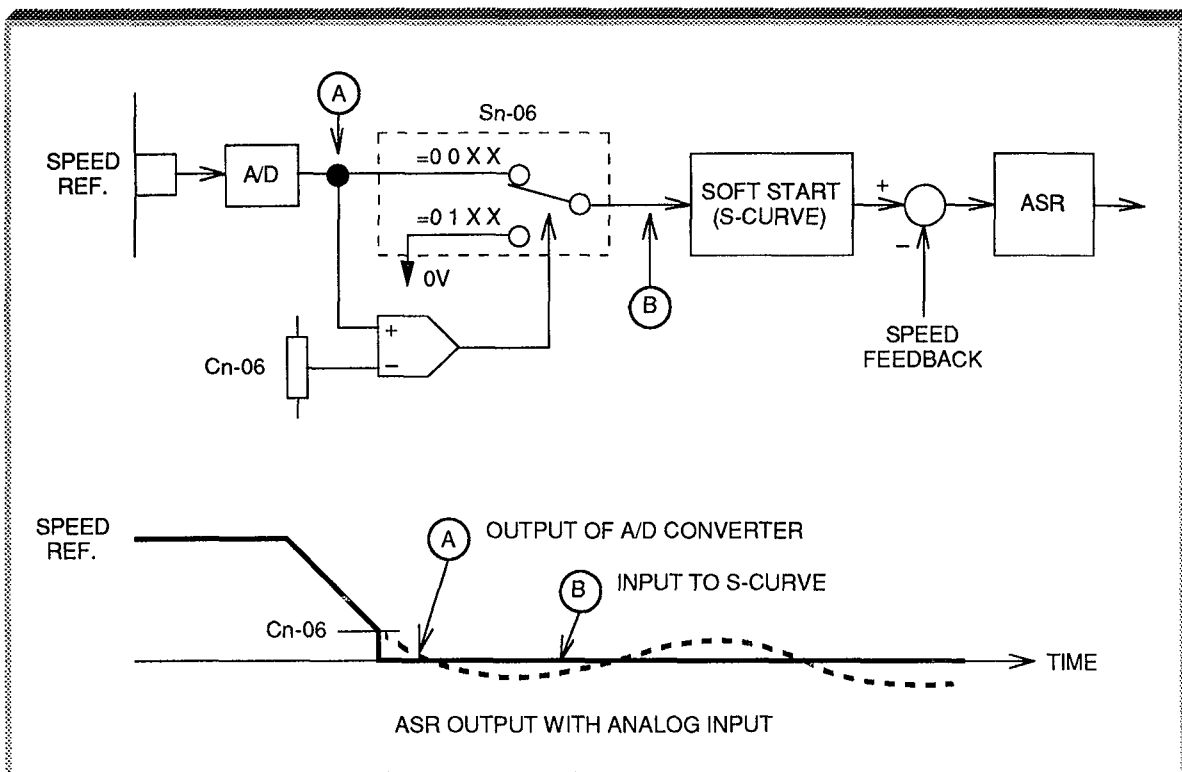 A
Sn-06
SPEED
REF.
A/D
=0 0 X X
=0 1 X X
0V
SOFT START
(S-CURVE)
+
−
ASR
B
SPEED
FEEDBACK
Cn-06
+
−
SPEED
REF.
A OUTPUT OF A/D CONVERTER
B INPUT TO S-CURVE
Cn-06
TIME
ASR OUTPUT WITH ANALOG INPUT